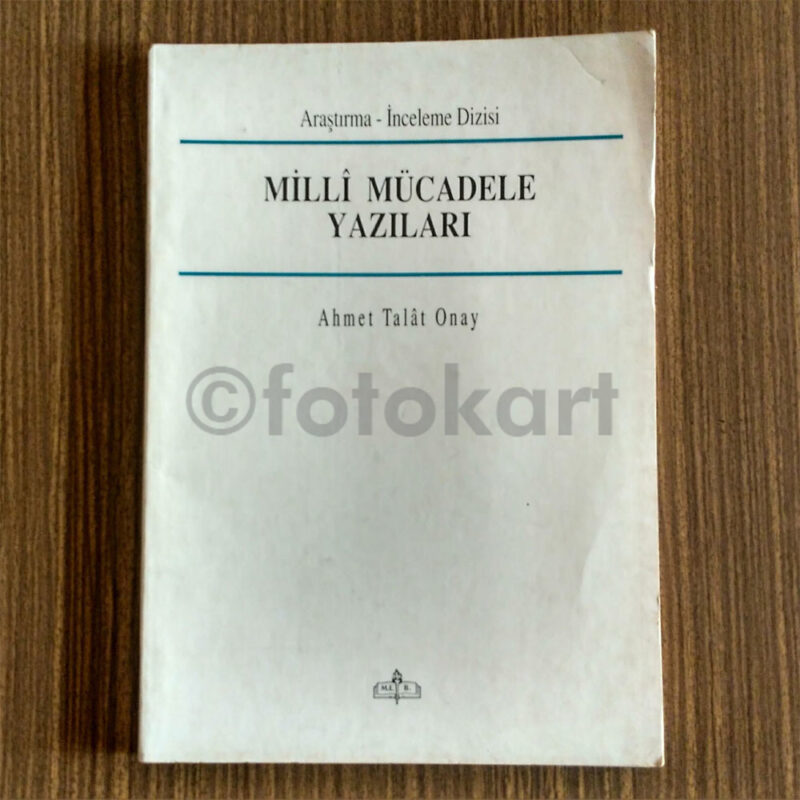 Araştırma - İnceleme Dizisi
MİLLÎ MÜCADELE
YAZILARI
Ahmet Talât Onay
©fotokart
M.E. B.